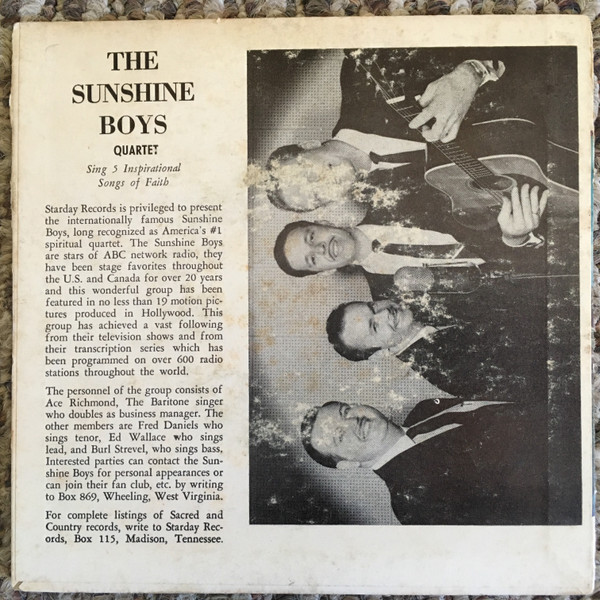 THE
SUNSHINE
BOYS
QUARTET
Sing 5 Inspirational
Songs of Faith
Starday Records is privileged to present
the internationally famous Sunshine
Boys, long recognized as America's #1
spiritual quartet. The Sunshine Boys
are stars of ABC network radio, they
have been stage favorites throughout
the U.S. and Canada for over 20 years
and this wonderful group has been
featured in no less than 19 motion pic-
tures produced in Hollywood. This
group has achieved a vast following
from their television shows and from
their transcription series which has
been programmed on over 600 radio
stations throughout the world.
The personnel of the group consists of
Ace Richmond, The Baritone singer
who doubles as business manager. The
other members are Fred Daniels who
sings tenor, Ed Wallace who sings
lead, and Burl Strevel, who sings bass.
Interested parties can contact the Sun-
shine Boys for personal appearances or
can join their fan club, etc. by writing
to Box 869, Wheeling, West Virginia.
For complete listings of Sacred and
Country records, write to Starday Rec-
ords, Box 115, Madison, Tennessee.